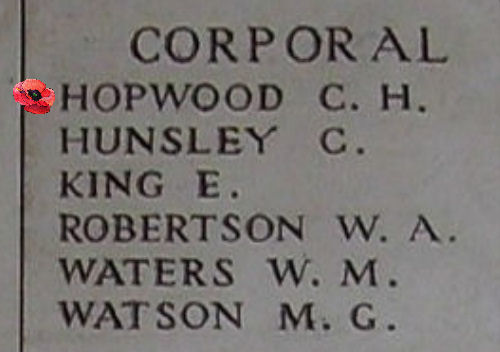 CORPORAL
HOPWOOD C. H.
HUNSLEY C.
KING E.
ROBERTSON W. A.
WATERS W. M.
WATSON M. G.